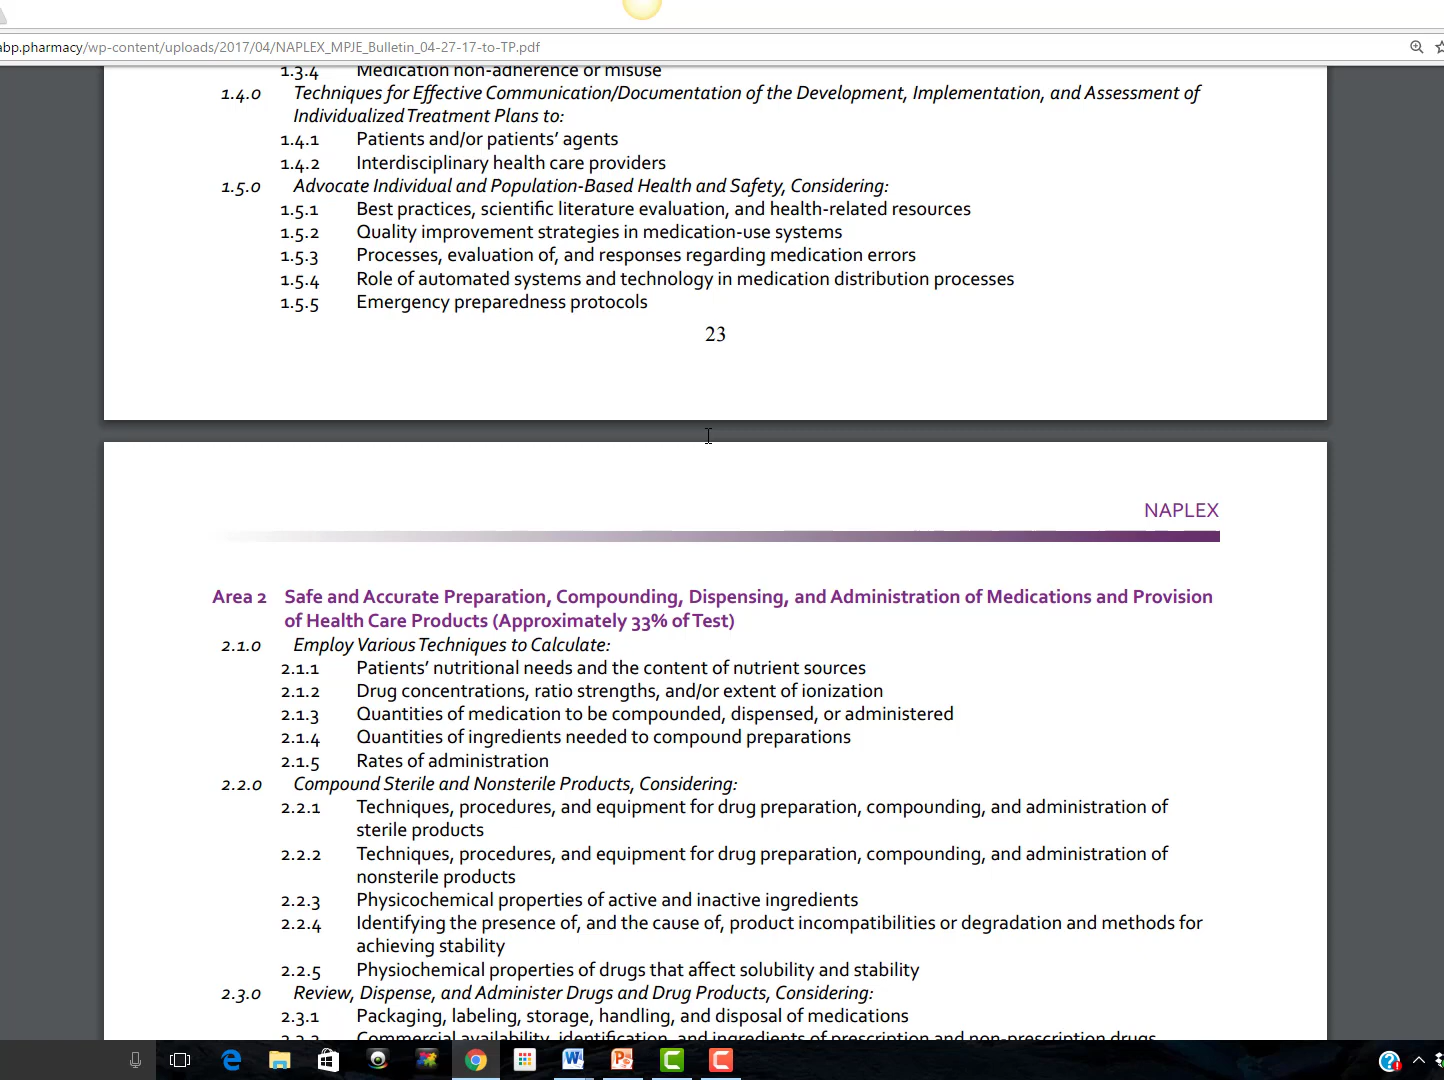 abp.pharmacy/wp-content/uploads/2017/04/NAPLEX_MPJE_Bulletin_04-27-17-to-TP.pdf
1.3.4 Medication non-adherence or misuse
1.4.0 Techniques for Effective Communication/Documentation of the Development, Implementation, and Assessment of
Individualized Treatment Plans to:
1.4.1 Patients and/or patients’ agents
1.4.2 Interdisciplinary health care providers
1.5.0 Advocate Individual and Population-Based Health and Safety, Considering:
1.5.1 Best practices, scientific literature evaluation, and health-related resources
1.5.2 Quality improvement strategies in medication-use systems
1.5.3 Processes, evaluation of, and responses regarding medication errors
1.5.4 Role of automated systems and technology in medication distribution processes
1.5.5 Emergency preparedness protocols
23
NAPLEX
Area 2 Safe and Accurate Preparation, Compounding, Dispensing, and Administration of Medications and Provision
of Health Care Products (Approximately 33% of Test)
2.1.0 Employ Various Techniques to Calculate:
2.1.1 Patients’ nutritional needs and the content of nutrient sources
2.1.2 Drug concentrations, ratio strengths, and/or extent of ionization
2.1.3 Quantities of medication to be compounded, dispensed, or administered
2.1.4 Quantities of ingredients needed to compound preparations
2.1.5 Rates of administration
2.2.0 Compound Sterile and Nonsterile Products, Considering:
2.2.1 Techniques, procedures, and equipment for drug preparation, compounding, and administration of
sterile products
2.2.2 Techniques, procedures, and equipment for drug preparation, compounding, and administration of
nonsterile products
2.2.3 Physicochemical properties of active and inactive ingredients
2.2.4 Identifying the presence of, and the cause of, product incompatibilities or degradation and methods for
achieving stability
2.2.5 Physiochemical properties of drugs that affect solubility and stability
2.3.0 Review, Dispense, and Administer Drugs and Drug Products, Considering:
2.3.1 Packaging, labeling, storage, handling, and disposal of medications
2.3.2 Commercial availability, identification, and ingredients of prescription and non-prescription drugs